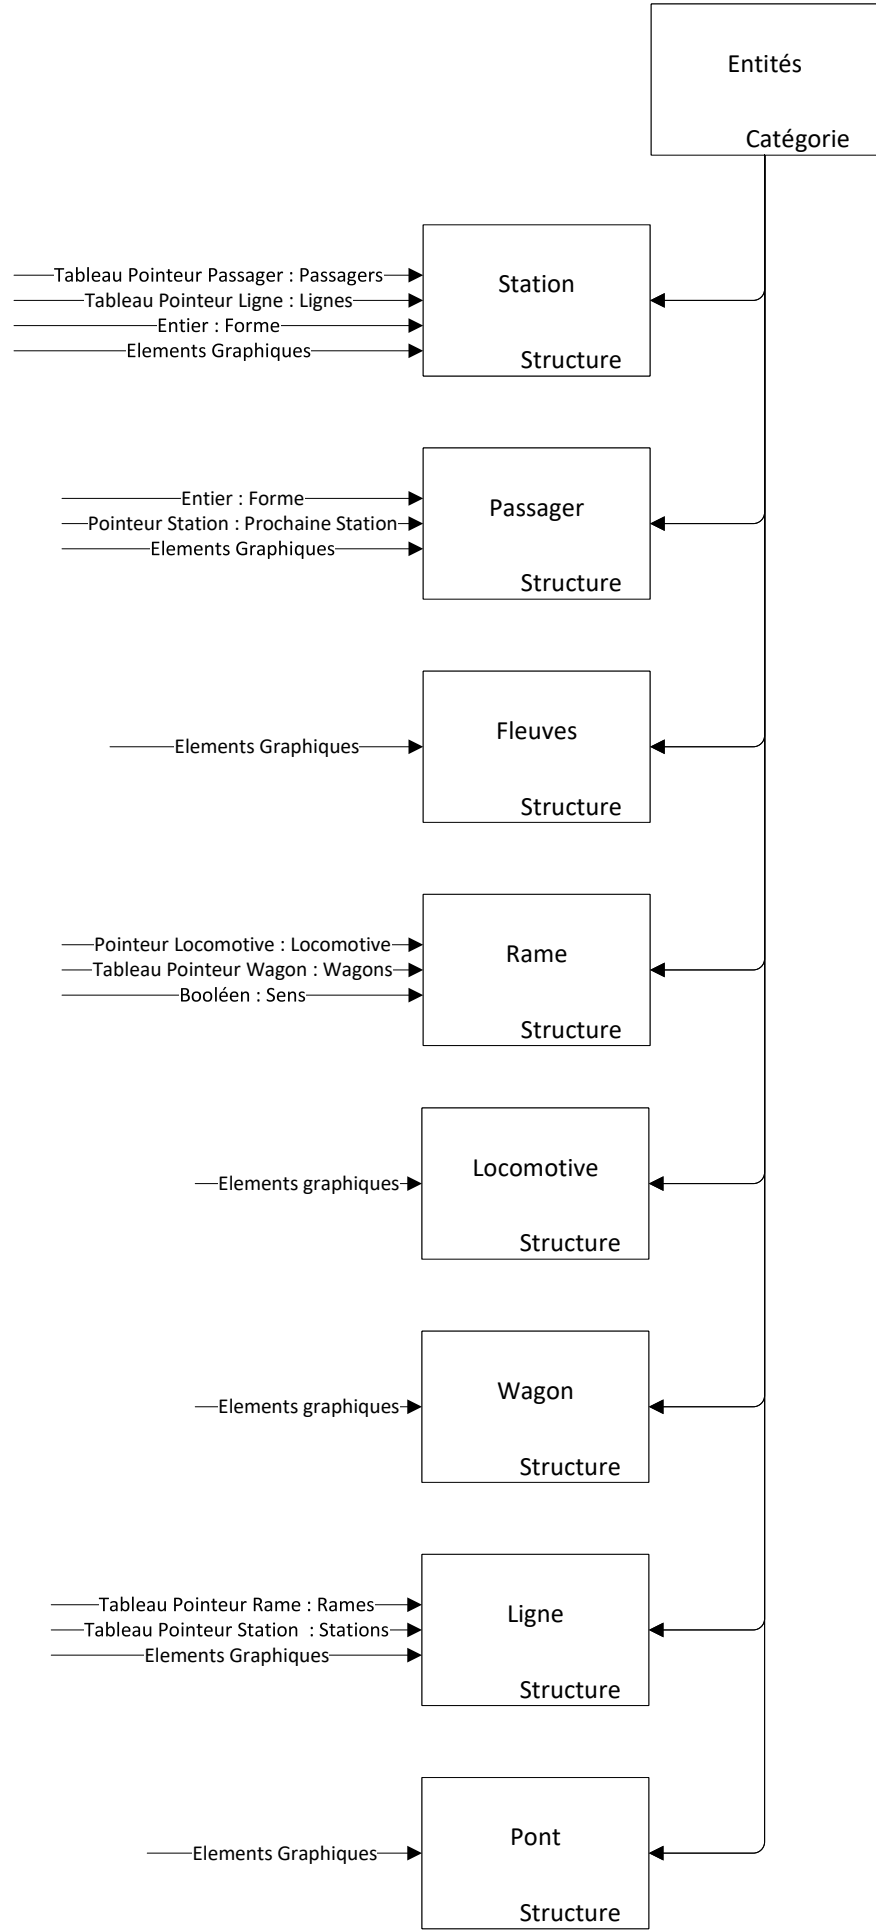 Entités
Catégorie
Tableau Pointeur Passager : Passagers
Tableau Pointeur Ligne : Lignes
Entier : Forme
Elements Graphiques
Station
Structure
Entier : Forme
Pointeur Station : Prochaine Station
Elements Graphiques
Passager
Structure
Elements Graphiques
Fleuves
Structure
Pointeur Locomotive : Locomotive
Tableau Pointeur Wagon : Wagons
Booléen : Sens
Rame
Structure
Elements graphiques
Locomotive
Structure
Elements graphiques
Wagon
Structure
Tableau Pointeur Rame : Rames
Tableau Pointeur Station  : Stations
Elements Graphiques
Ligne
Structure
Elements Graphiques
Pont
Structure